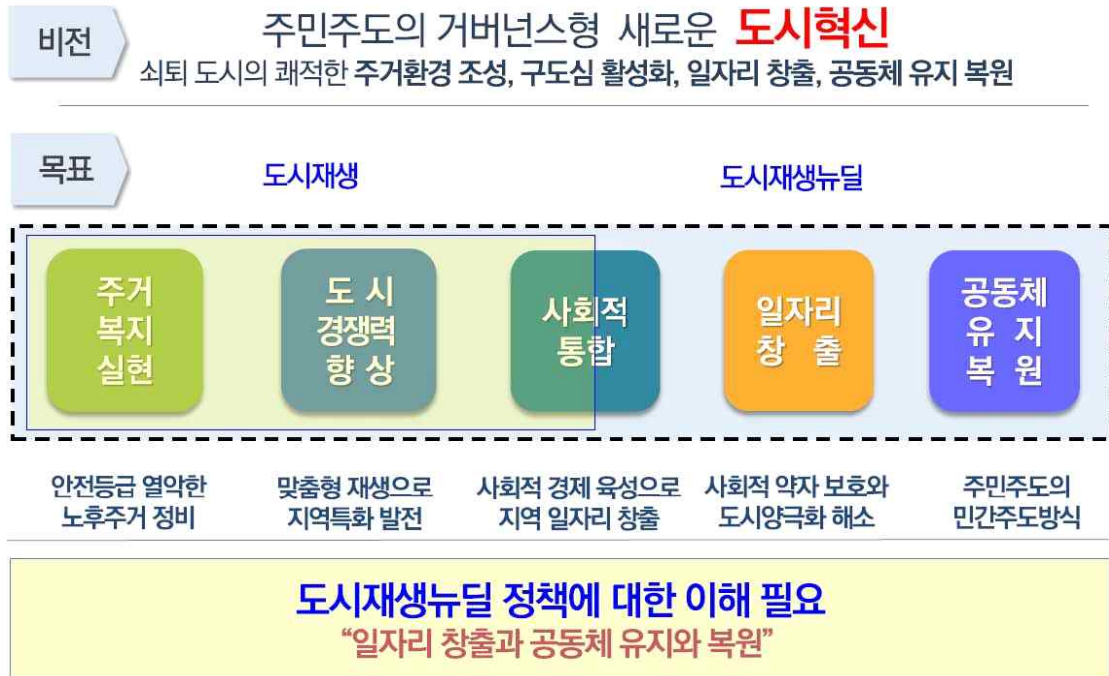 비전
주민주도의 거버넌스형 새로운 도시혁신
쇠퇴 도시의 쾌적한 주거환경 조성, 구도심 활성화, 일자리 창출, 공동체 유지 복원
목표
도시재생
도시재생뉴딜
주거
복지
실현
도 시
경쟁력
향 상
사회적
통합
일자리
창 출
공동체
유 지
복 원
안전등급 열악한
노후주거 정비
맞춤형 재생으로
지역특화 발전
사회적 경제 육성으로
지역 일자리 창출
사회적 약자 보호와
도시양극화 해소
주민주도의
민간주도방식
도시재생뉴딜 정책에 대한 이해 필요
“일자리 창출과 공동체 유지와 복원”